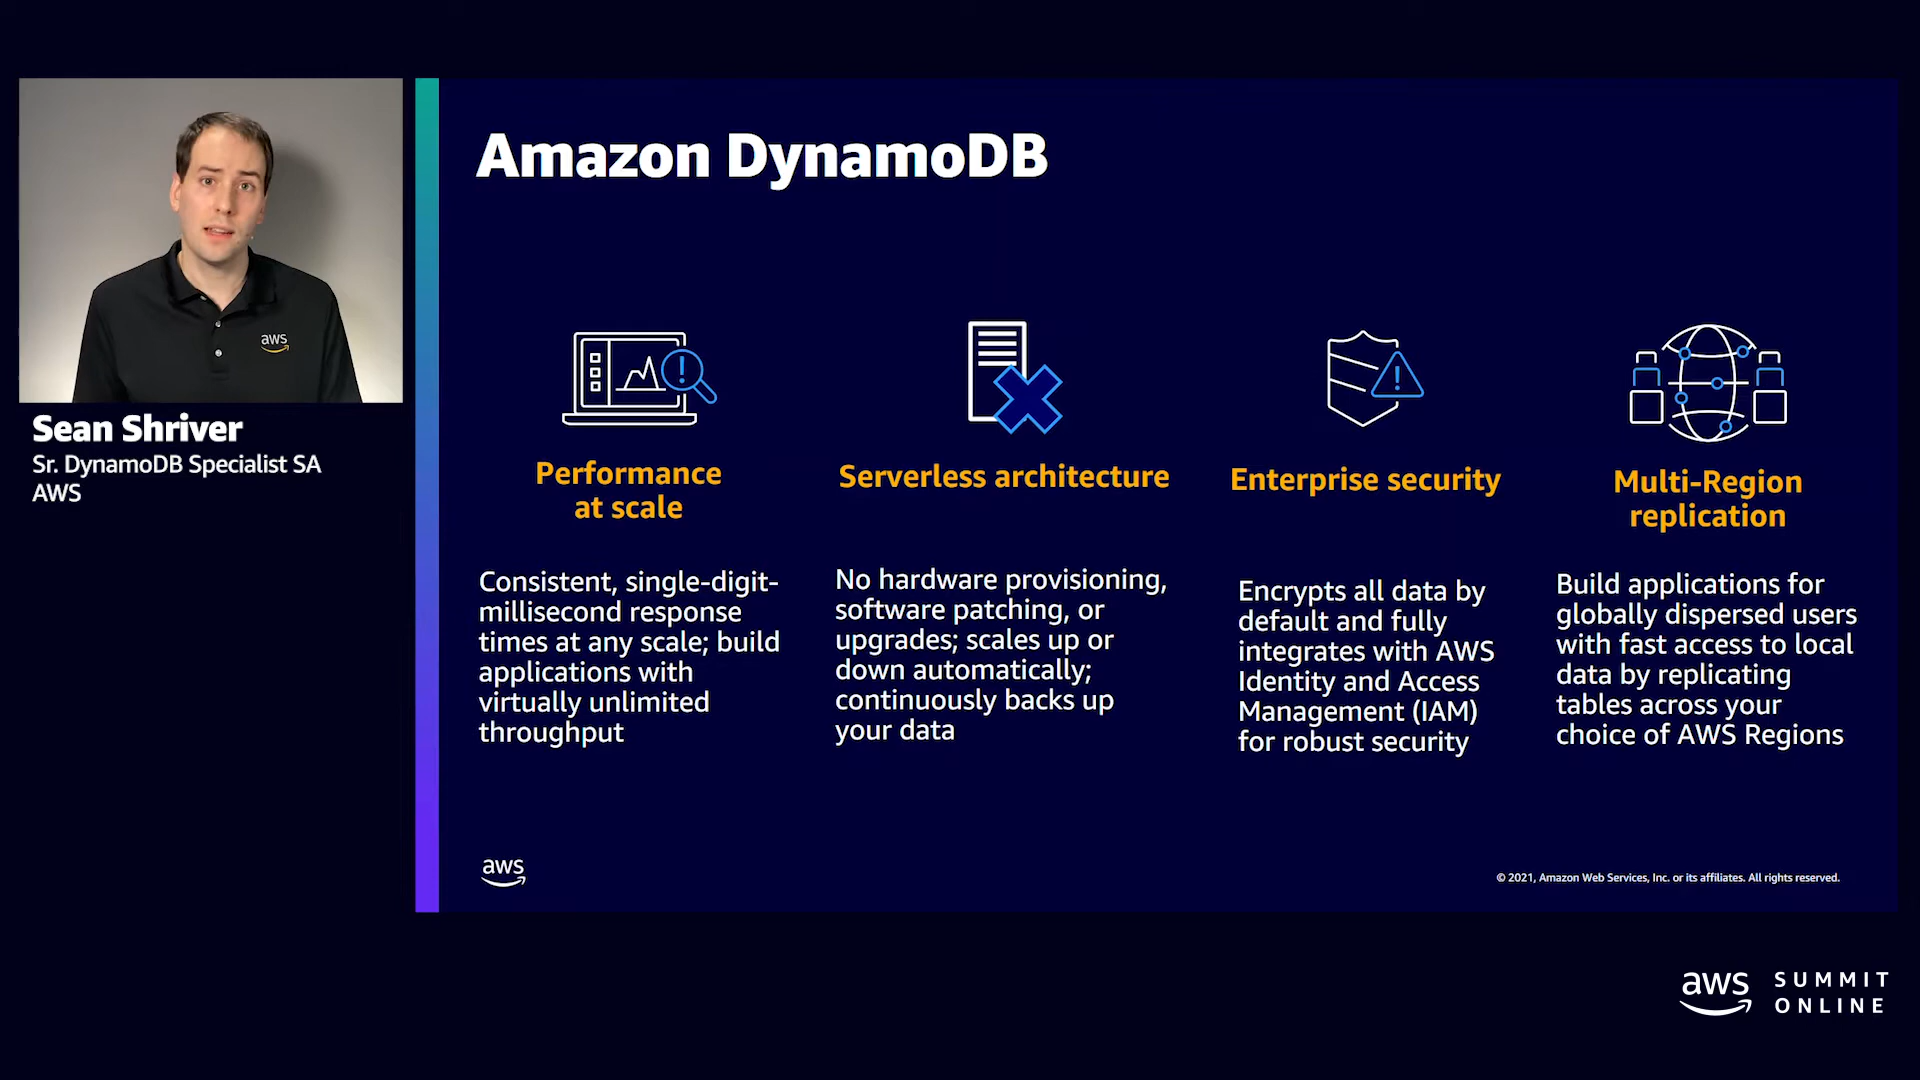 aws
Sean Shriver
Sr. DynamoDB Specialist SA
AWS
Amazon DynamoDB
Performance
at scale
Consistent, single-digit-
millisecond response
times at any scale; build
applications with
virtually unlimited
throughput
Serverless architecture
No hardware provisioning,
software patching, or
upgrades; scales up or
down automatically;
continuously backs up
your data
Enterprise security
Encrypts all data by
default and fully
integrates with AWS
Identity and Access
Management (IAM)
for robust security
Multi-Region
replication
Build applications for
globally dispersed users
with fast access to local
data by replicating
tables across your
choice of AWS Regions
aws
© 2021, Amazon Web Services, Inc. or its affiliates. All rights reserved.
aws SUMMIT
ONLINE